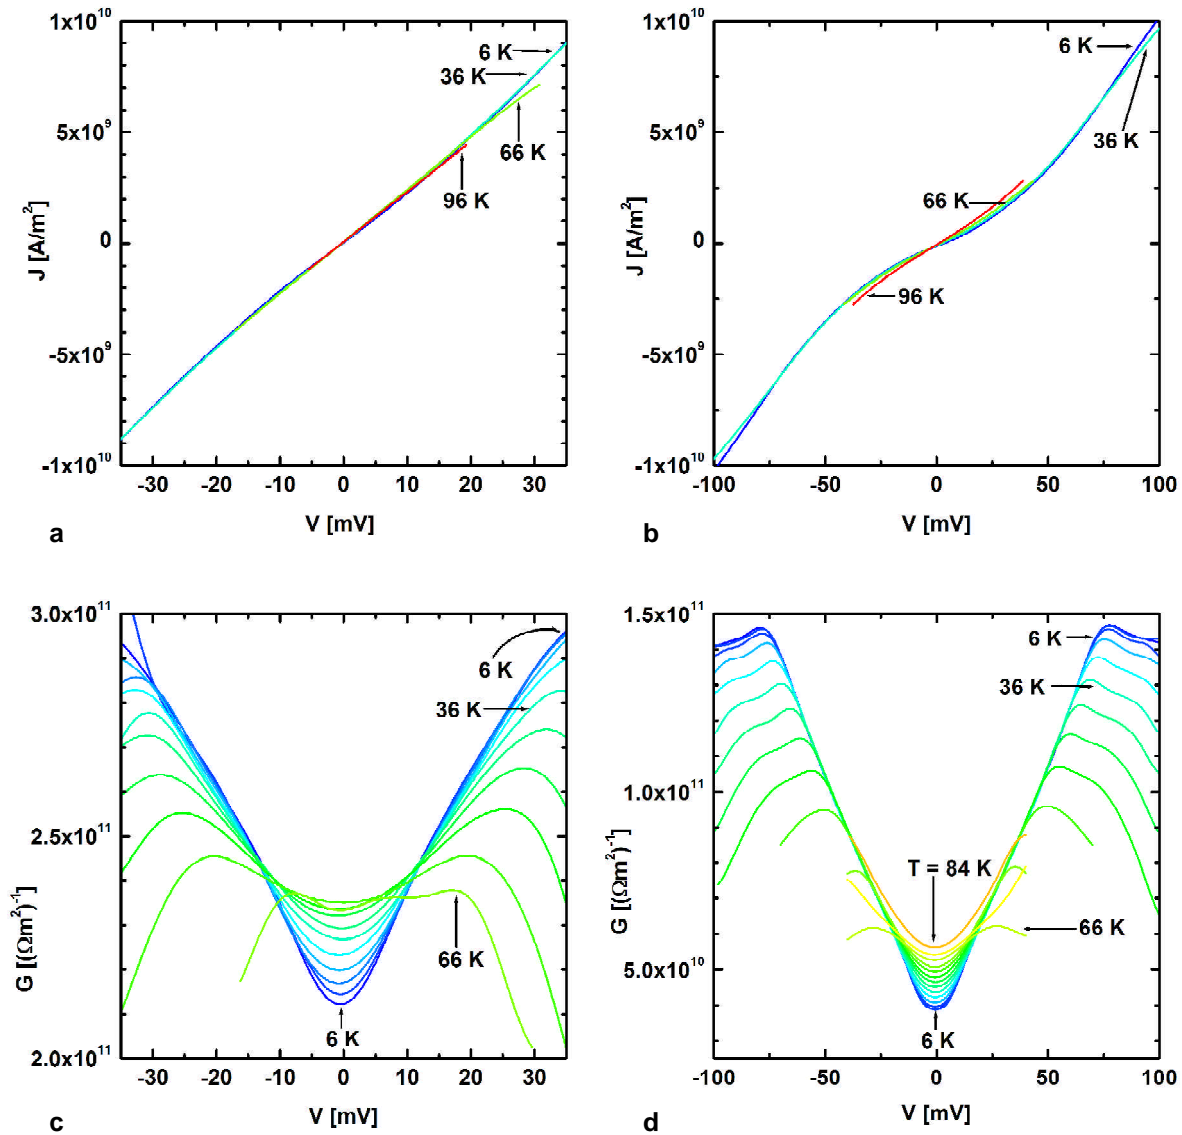 1x10^10
5x10^9
0
-5x10^9
-1x10^10
J [A/m^2]
6 K
36 K
66 K
96 K
-30 -20 -10 0 10 20 30
V [mV]
a
1x10^10
5x10^9
0
-5x10^9
-1x10^10
J [A/m^2]
6 K
36 K
66 K
96 K
-100 -50 0 50 100
V [mV]
b
3.0x10^11
2.5x10^11
2.0x10^11
G [(Ωm^2)^-1]
6 K
36 K
66 K
6 K
-30 -20 -10 0 10 20 30
V [mV]
c
1.5x10^11
1.0x10^11
5.0x10^10
G [(Ωm^2)^-1]
6 K
36 K
T = 84 K
66 K
6 K
-100 -50 0 50 100
V [mV]
d